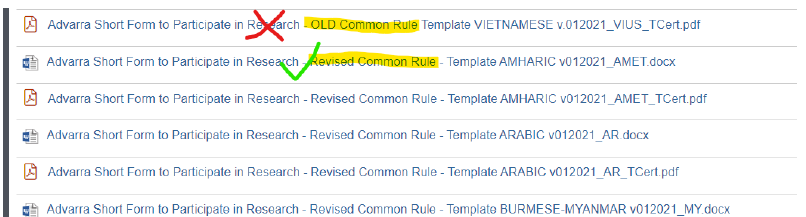 Advarra Short Form to Participate in Research - OLD Common Rule Template VIETNAMESE v.012021_VIUS_TCert.pdf
Advarra Short Form to Participate in Research - Revised Common Rule - Template AMHARIC v012021_AMET.docx
Advarra Short Form to Participate in Research - Revised Common Rule - Template AMHARIC v012021_AMET_TCert.pdf
Advarra Short Form to Participate in Research - Revised Common Rule - Template ARABIC v012021_AR.docx
Advarra Short Form to Participate in Research - Revised Common Rule - Template ARABIC v012021_AR_TCert.pdf
Advarra Short Form to Participate in Research - Revised Common Rule - Template BURMESE-MYANMAR v012021_MY.docx